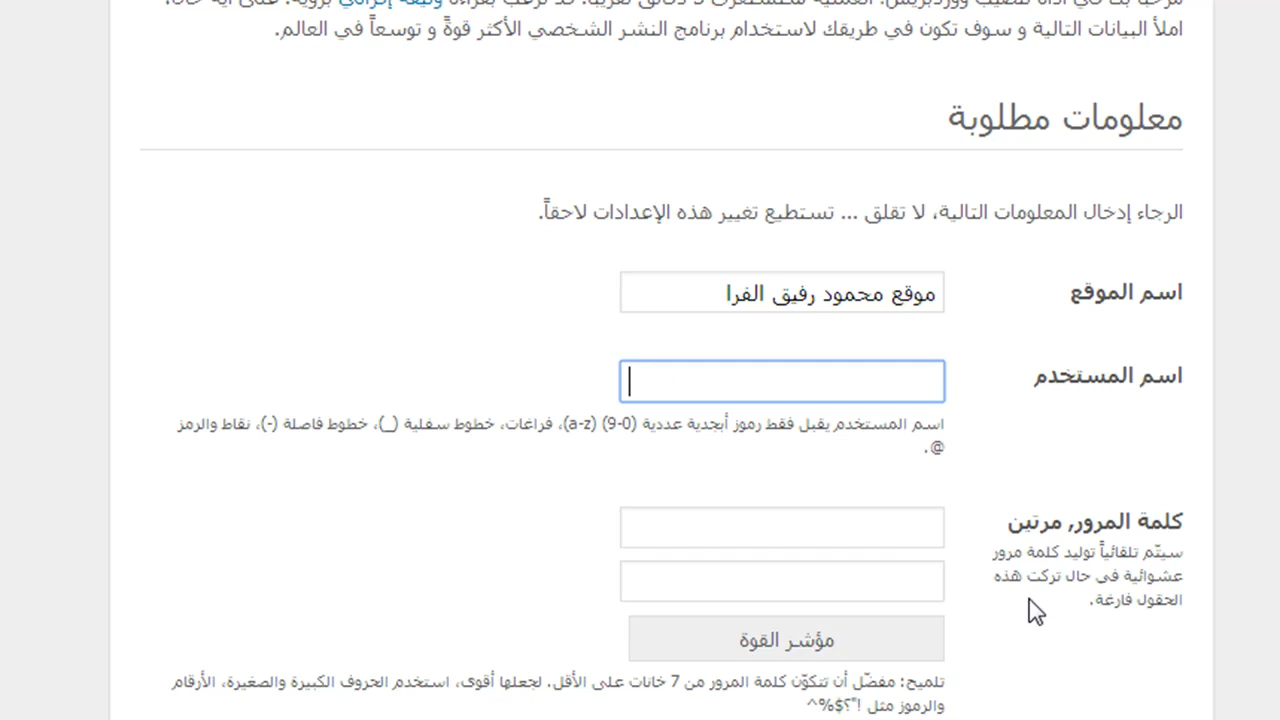 املأ البيانات التالية و سوف تكون في طريقك لاستخدام برنامج النشر الشخصي الأكثر قوةً و توسعاً في العالم.
معلومات مطلوبة
الرجاء إدخال المعلومات التالية، لا تقلق ... تستطيع تغيير هذه الإعدادات لاحقاً.
اسم الموقع
موقع محمود رفيق الفرا
اسم المستخدم
اسم المستخدم يقبل فقط رموز أبجدية عددية (0-9) (a-z)، فراغات، خطوط سفلية (_)، خطوط فاصلة (-)، نقاط والرمز
@.
كلمة المرور, مرتين
سيتّم تلقائياً توليد كلمة مرور
عشوائية في حال تركت هذه
الحقول فارغة.
مؤشر القوة
تلميح: مفضّل أن تتكوّن كلمة المرور من 7 خانات على الأقل. لجعلها أقوى، استخدم الحروف الكبيرة والصغيرة، الأرقام
والرموز مثل !"؟$%^